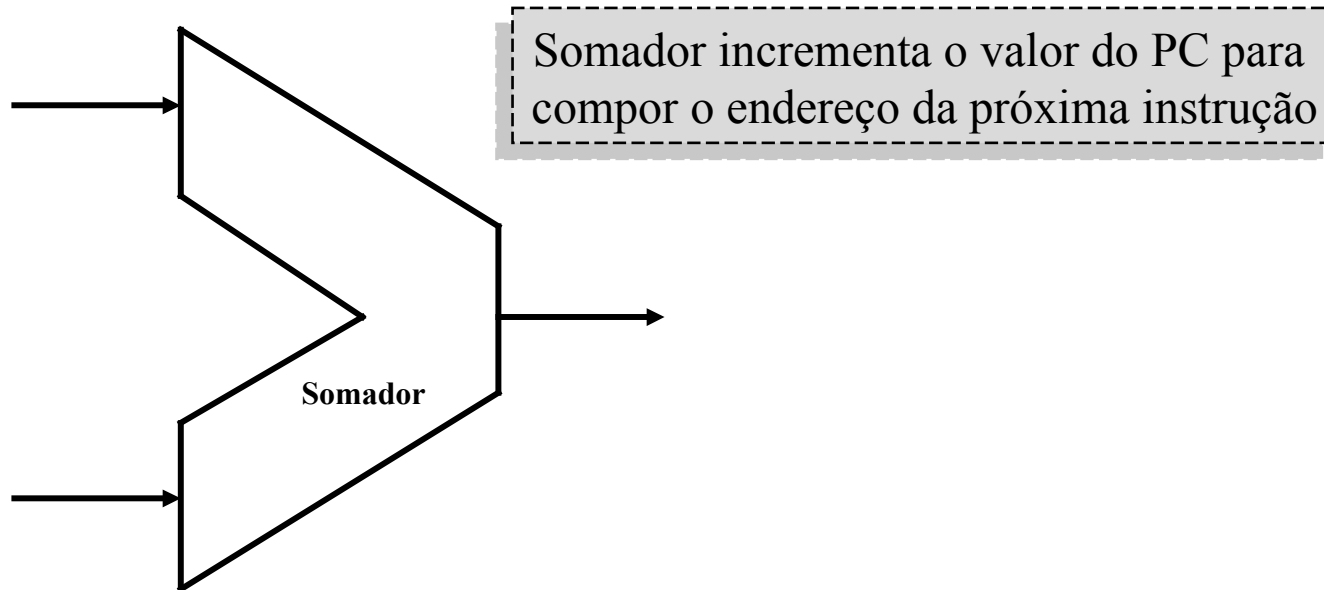 Somador incrementa o valor do PC para
compor o endereço da próxima instrução
Somador